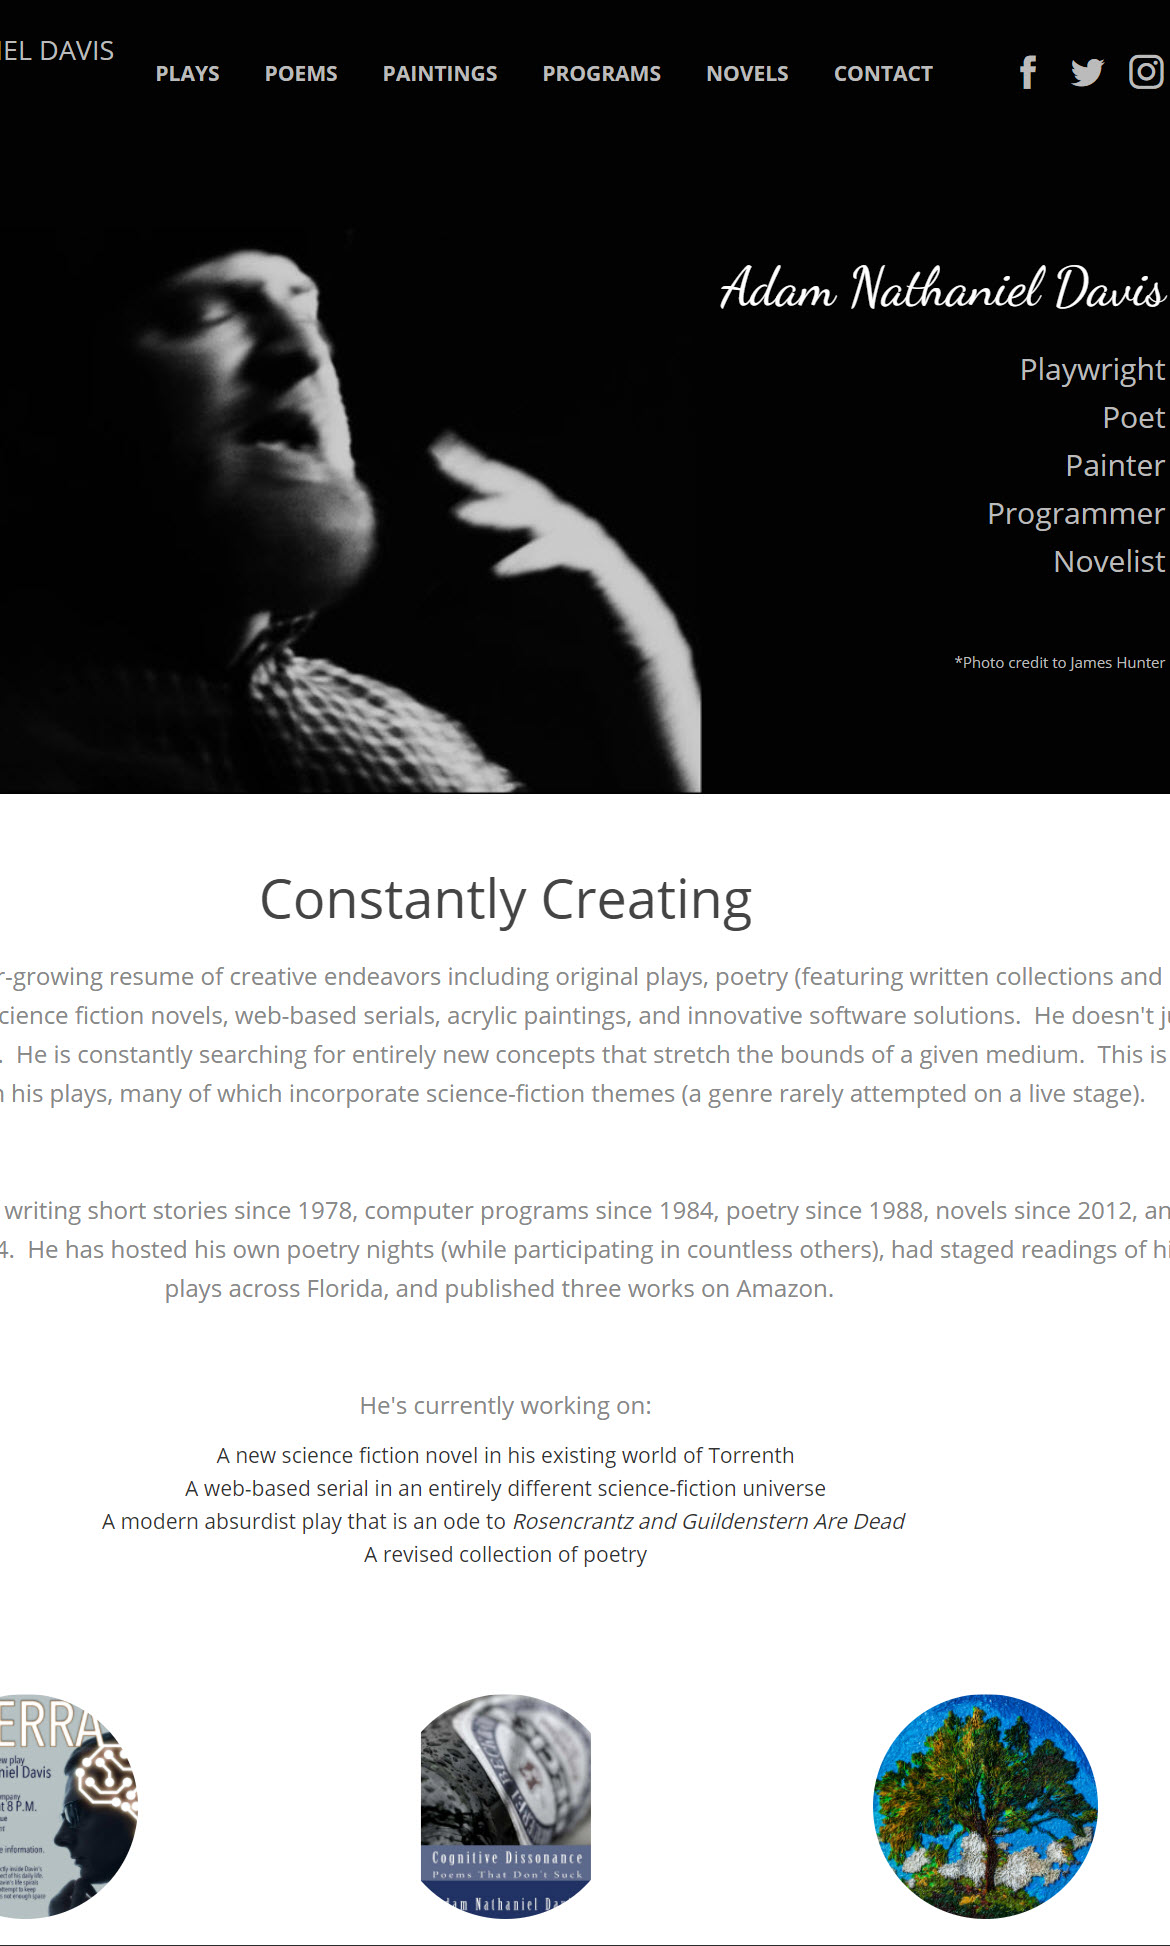 IEL DAVIS
PLAYS POEMS PAINTINGS PROGRAMS NOVELS CONTACT
Adam Nathaniel Davis
Playwright
Poet
Painter
Programmer
Novelist
*Photo credit to James Hunter
Constantly Creating
r-growing resume of creative endeavors including original plays, poetry (featuring written collections and
cience fiction novels, web-based serials, acrylic paintings, and innovative software solutions. He doesn't ju
. He is constantly searching for entirely new concepts that stretch the bounds of a given medium. This is
n his plays, many of which incorporate science-fiction themes (a genre rarely attempted on a live stage).
writing short stories since 1978, computer programs since 1984, poetry since 1988, novels since 2012, an
4. He has hosted his own poetry nights (while participating in countless others), had staged readings of hi
plays across Florida, and published three works on Amazon.
He's currently working on:
A new science fiction novel in his existing world of Torrenth
A web-based serial in an entirely different science-fiction universe
A modern absurdist play that is an ode to Rosencrantz and Guildenstern Are Dead
A revised collection of poetry
ERRA
ew play
niel Davis
mpany
t 8 P.M.
ue
e information.
Cognitive Dissonance
Poems That Don't Suck
dam Nathaniel Da